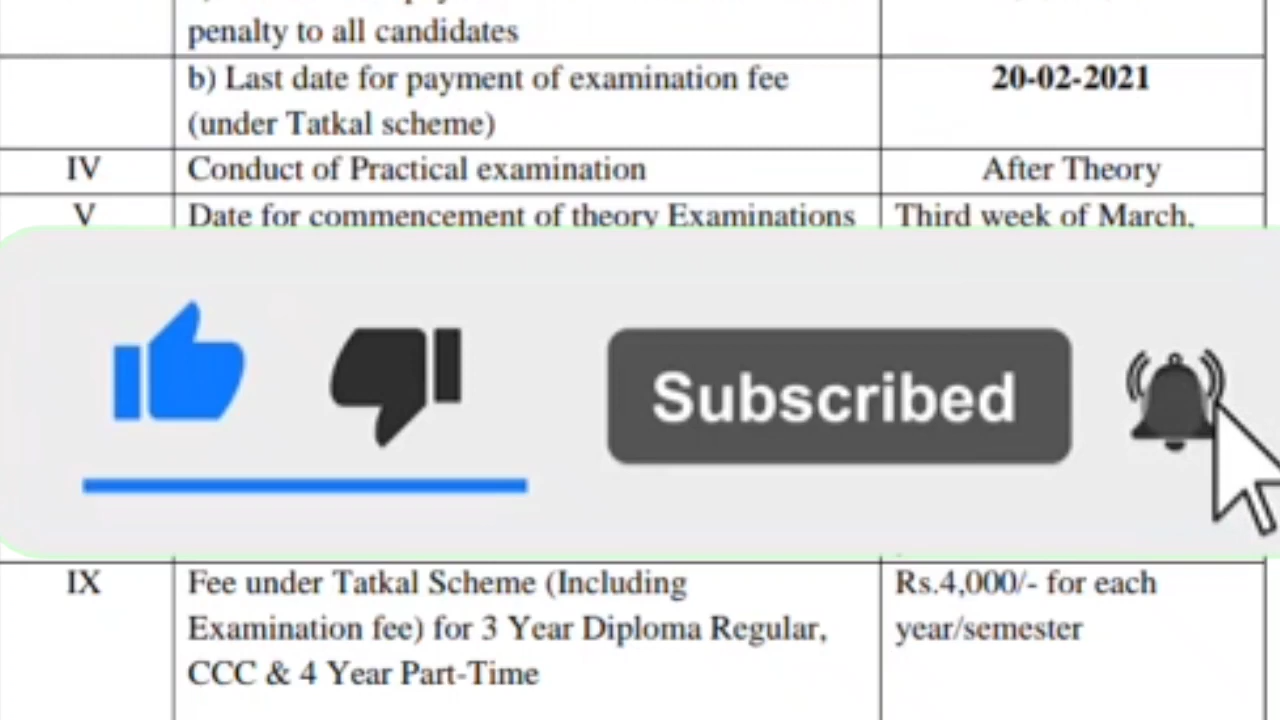 penalty to all candidates
b) Last date for payment of examination fee
20-02-2021
(under Tatkal scheme)
IV
Conduct of Practical examination
After Theory
V
Date for commencement of theory Examinations
Third week of March,
Subscribed
IX
Fee under Tatkal Scheme (Including
Rs.4,000/- for each
Examination fee) for 3 Year Diploma Regular,
year/semester
CCC & 4 Year Part-Time